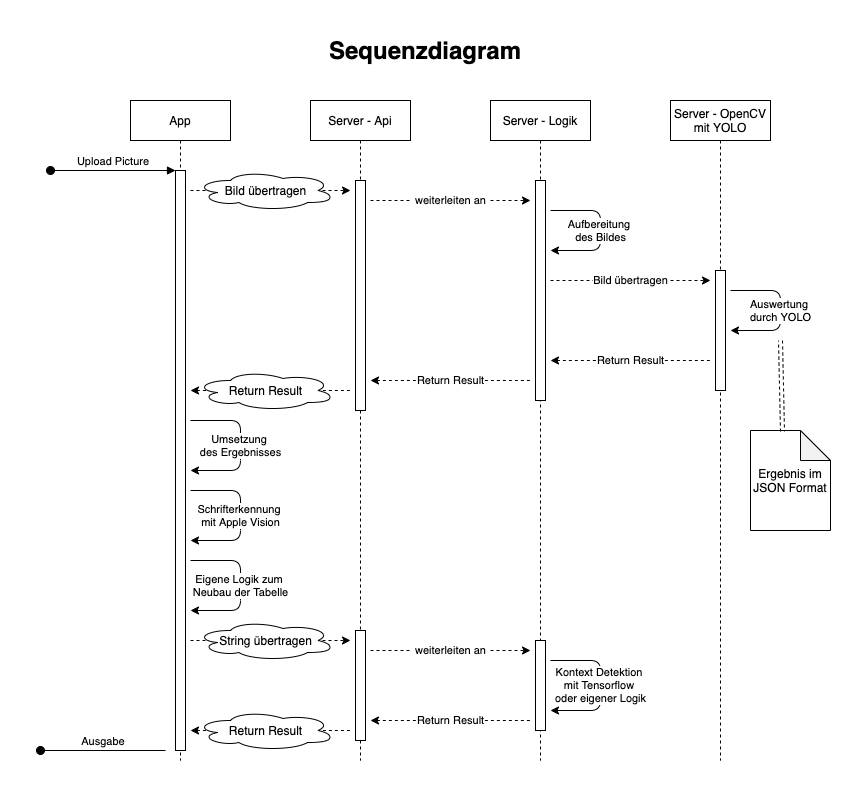 Sequenzdiagram
App
Server - Api
Server - Logik
Server - OpenCV
mit YOLO
Upload Picture
Bild übertragen
weiterleiten an
Aufbereitung
des Bildes
Bild übertragen
Auswertung
durch YOLO
Return Result
Return Result
Return Result
Umsetzung
des Ergebnisses
Ergebnis im
JSON Format
Schrifterkennung
mit Apple Vision
Eigene Logik zum
Neubau der Tabelle
String übertragen
weiterleiten an
Kontext Detektion
mit Tensorflow
oder eigener Logik
Return Result
Return Result
Ausgabe